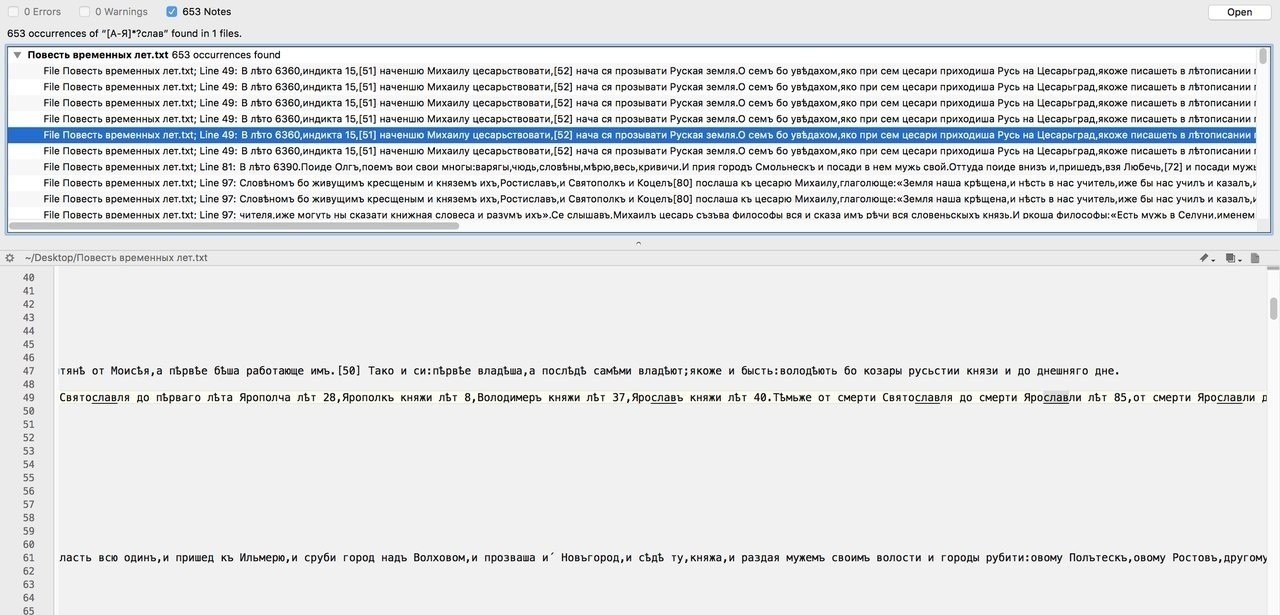 0 Errors 0 Warnings 653 Notes Open
653 occurrences of “[А-Я]*?слав” found in 1 files.
Повесть временных лет.txt 653 occurrences found
File Повесть временных лет.txt; Line 49: В лѣто 6360,индикта 15,[51] наченшю Михаилу цесарьствовати,[52] нача ся прозывати Руская земля.О семъ бо увѣдахом,яко при сем цесари приходиша Русь на Цесарьград,якоже писашеть в лѣтописании
File Повесть временных лет.txt; Line 49: В лѣто 6360,индикта 15,[51] наченшю Михаилу цесарьствовати,[52] нача ся прозывати Руская земля.О семъ бо увѣдахом,яко при сем цесари приходиша Русь на Цесарьград,якоже писашеть в лѣтописании
File Повесть временных лет.txt; Line 49: В лѣто 6360,индикта 15,[51] наченшю Михаилу цесарьствовати,[52] нача ся прозывати Руская земля.О семъ бо увѣдахом,яко при сем цесари приходиша Русь на Цесарьград,якоже писашеть в лѣтописании
File Повесть временных лет.txt; Line 49: В лѣто 6360,индикта 15,[51] наченшю Михаилу цесарьствовати,[52] нача ся прозывати Руская земля.О семъ бо увѣдахом,яко при сем цесари приходиша Русь на Цесарьград,якоже писашеть в лѣтописании
File Повесть временных лет.txt; Line 49: В лѣто 6360,индикта 15,[51] наченшю Михаилу цесарьствовати,[52] нача ся прозывати Руская земля.О семъ бо увѣдахом,яко при сем цесари приходиша Русь на Цесарьград,якоже писашеть в лѣтописании
File Повесть временных лет.txt; Line 49: В лѣто 6360,индикта 15,[51] наченшю Михаилу цесарьствовати,[52] нача ся прозывати Руская земля.О семъ бо увѣдахом,яко при сем цесари приходиша Русь на Цесарьград,якоже писашеть в лѣтописании
File Повесть временных лет.txt; Line 81: В лѣто 6390.Поиде Олгъ,поемъ вои свои многы:варягы,чюдь,словѣны,мѣрю,весь,кривичи.И прия городъ Смольнескъ и посади в нем мужь свой.Оттуда поиде внизъ и,пришедъ,взя Любечь,[72] и посади мужь
File Повесть временных лет.txt; Line 97: Словѣномъ бо живущимъ кресщеным и княземъ ихъ,Ростиславъ,и Святополкъ и Коцелъ[80] послаша къ цесарю Михаилу,глаголюще:«Земля наша крѣщена,и нѣсть в нас учитель,иже бы нас училъ и казалъ,и
File Повесть временных лет.txt; Line 97: Словѣномъ бо живущимъ кресщеным и княземъ ихъ,Ростиславъ,и Святополкъ и Коцелъ[80] послаша къ цесарю Михаилу,глаголюще:«Земля наша крѣщена,и нѣсть в нас учитель,иже бы нас училъ и казалъ,и
File Повесть временных лет.txt; Line 97: чителя,иже могуть ны сказати книжная словеса и разумъ ихъ».Се слышавъ,Михаилъ цесарь съзъва философы вся и сказа имъ рѣчи вся словеньскыхъ князь.И ркоша философы:«Есть мужь в Селуни,именем
~/Desktop/Повесть временных лет.txt
40
41
42
43
44
45
46
47 тянѣ от Моисѣя,а пѣрвѣе бѣша работающе имъ.[50] Тако и си:пѣрвѣе владѣша,а послѣдѣ самѣми владѣют;якоже и бысть:володѣють бо козары русьстии князи и до днешняго дне.
48
49 Святославля до пѣрваго лѣта Ярополча лѣт 28,Ярополкъ княжи лѣт 8,Володимеръ княжи лѣт 37,Ярославъ княжи лѣт 40.Тѣмьже от смерти Святославля до смерти Ярославли лѣт 85,от смерти Ярославли д
50
51
52
53
54
55
56
57
58
59
60
61 ласть всю одинъ,и пришед къ Ильмерю,и сруби город надъ Волховом,и прозваша и´ Новъгород,и сѣдѣ ту,княжа,и раздая мужемъ своимъ волости и городы рубити:овому Полътескъ,овому Ростовъ,другому
62
63
64
65